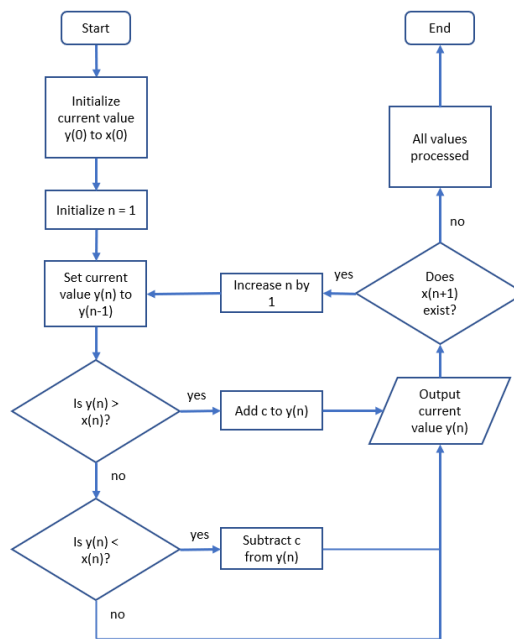 Start
Initialize
current value
y(0) to x(0)
Initialize n = 1
Set current
value y(n) to
y(n-1)
Is y(n) >
x(n)?
yes
Add c to y(n)
no
Is y(n) <
x(n)?
yes
Subtract c
from y(n)
no
Output
current
value y(n)
Does
x(n+1)
exist?
yes
Increase n by
1
no
All values
processed
End